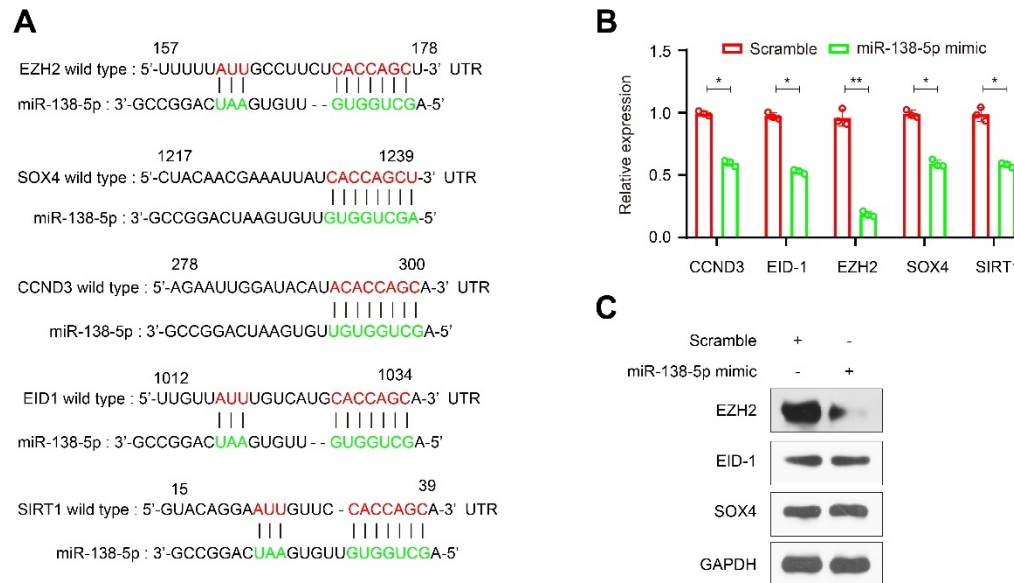 A
157 178
EZH2 wild type : 5'-UUUUUAUUGCCUUCUCACCAGCU-3' UTR
miR-138-5p : 3'-GCCGGACUAAGUGUU--GUGGUCGA-5'
1217 1239
SOX4 wild type : 5'-CUACAACGAAAUUAUCACCAGCU-3' UTR
miR-138-5p : 3'-GCCGGACUAAGUGUUGUGGUCGA-5'
278 300
CCND3 wild type : 5'-AGAAUUGGAUACAUACACCAGCA-3' UTR
miR-138-5p : 3'-GCCGGACUAAGUGUUGUGGUCGA-5'
1012 1034
EID1 wild type : 5'-UUGUUAUUUGUCAUGCACCAGCA-3' UTR
miR-138-5p : 3'-GCCGGACUAAGUGUU--GUGGUCGA-5'
15 39
SIRT1 wild type : 5'-GUACAGGAAUUUGUUC-CACCAGCA-3' UTR
miR-138-5p : 3'-GCCGGACUAAGUGUUGUGGUCGA-5'
B
Scramble miR-138-5p mimic
Relative expression
1.5
1.0
0.5
0.0
* * ** * *
CCND3 EID-1 EZH2 SOX4 SIRT1
C
Scramble + -
miR-138-5p mimic - +
EZH2
EID-1
SOX4
GAPDH